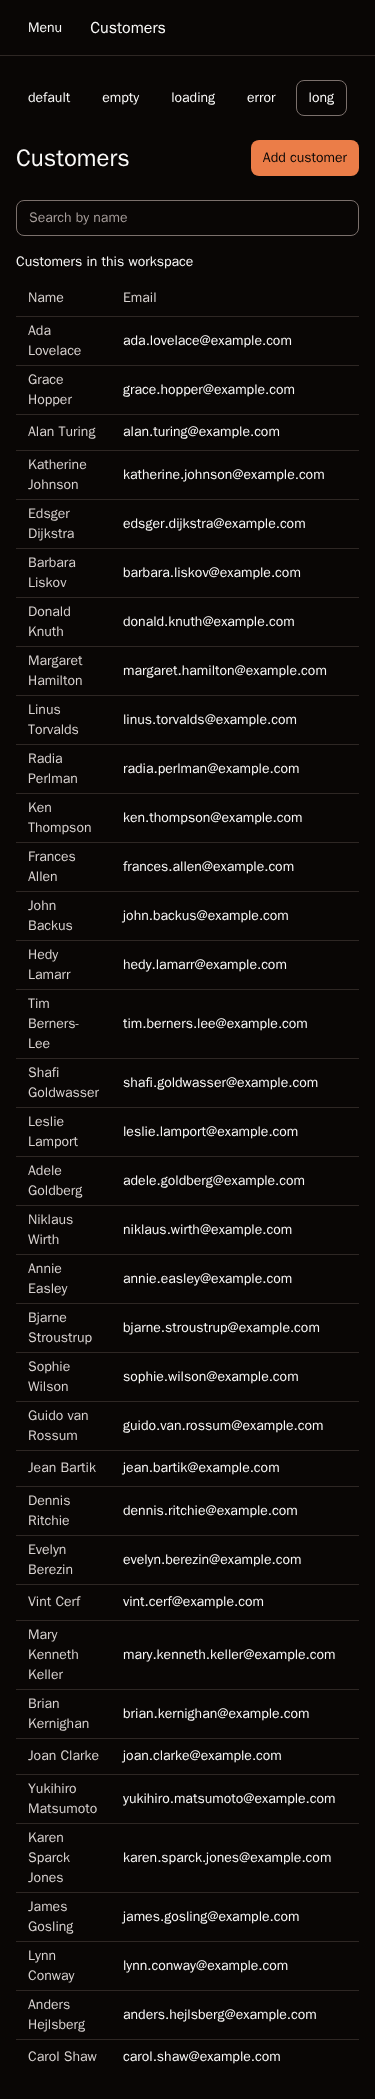 Menu Customers
default empty loading error long
Customers Add customer
Search by name
Customers in this workspace
Name Email
Ada
Lovelace ada.lovelace@example.com
Grace
Hopper grace.hopper@example.com
Alan Turing alan.turing@example.com
Katherine
Johnson katherine.johnson@example.com
Edsger
Dijkstra edsger.dijkstra@example.com
Barbara
Liskov barbara.liskov@example.com
Donald
Knuth donald.knuth@example.com
Margaret
Hamilton margaret.hamilton@example.com
Linus
Torvalds linus.torvalds@example.com
Radia
Perlman radia.perlman@example.com
Ken
Thompson ken.thompson@example.com
Frances
Allen frances.allen@example.com
John
Backus john.backus@example.com
Hedy
Lamarr hedy.lamarr@example.com
Tim
Berners- tim.berners.lee@example.com
Lee
Shafi
Goldwasser shafi.goldwasser@example.com
Leslie
Lamport leslie.lamport@example.com
Adele
Goldberg adele.goldberg@example.com
Niklaus
Wirth niklaus.wirth@example.com
Annie
Easley annie.easley@example.com
Bjarne
Stroustrup bjarne.stroustrup@example.com
Sophie
Wilson sophie.wilson@example.com
Guido van
Rossum guido.van.rossum@example.com
Jean Bartik jean.bartik@example.com
Dennis
Ritchie dennis.ritchie@example.com
Evelyn
Berezin evelyn.berezin@example.com
Vint Cerf vint.cerf@example.com
Mary
Kenneth mary.kenneth.keller@example.com
Keller
Brian
Kernighan brian.kernighan@example.com
Joan Clarke joan.clarke@example.com
Yukihiro
Matsumoto yukihiro.matsumoto@example.com
Karen
Sparck karen.sparck.jones@example.com
Jones
James
Gosling james.gosling@example.com
Lynn
Conway lynn.conway@example.com
Anders
Hejlsberg anders.hejlsberg@example.com
Carol Shaw carol.shaw@example.com